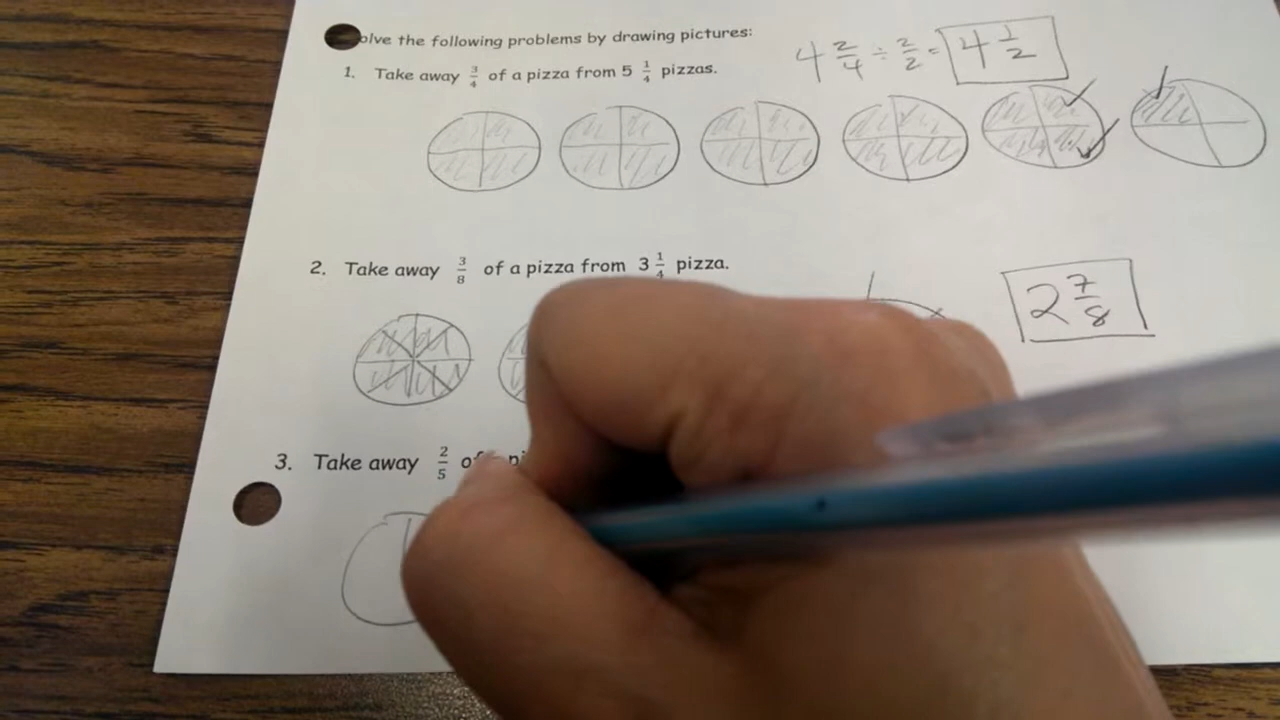 olve the following problems by drawing pictures:
4 2/4 ÷ 2/2 = 4 1/2
1. Take away 3/4 of a pizza from 5 1/4 pizzas.
2. Take away 3/8 of a pizza from 3 1/4 pizza.
2 7/8
3. Take away 2/5 of